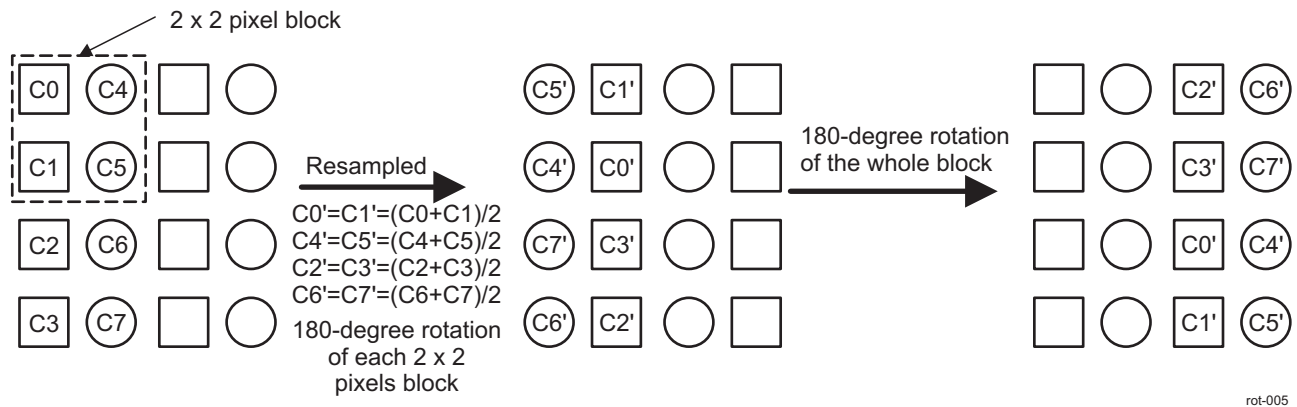 2 x 2 pixel block
C0 C4 C5' C1' C2' C6'
180-degree rotation
of the whole block
C1 C5 Resampled C4' C0' C3' C7'
C0'=C1'=(C0+C1)/2
C2 C6 C4'=C5'=(C4+C5)/2 C7' C3' C0' C4'
C2'=C3'=(C2+C3)/2
C6'=C7'=(C6+C7)/2
C3 C7 180-degree rotation C6' C2' C1' C5'
of each 2 x 2
pixels block
rot-005